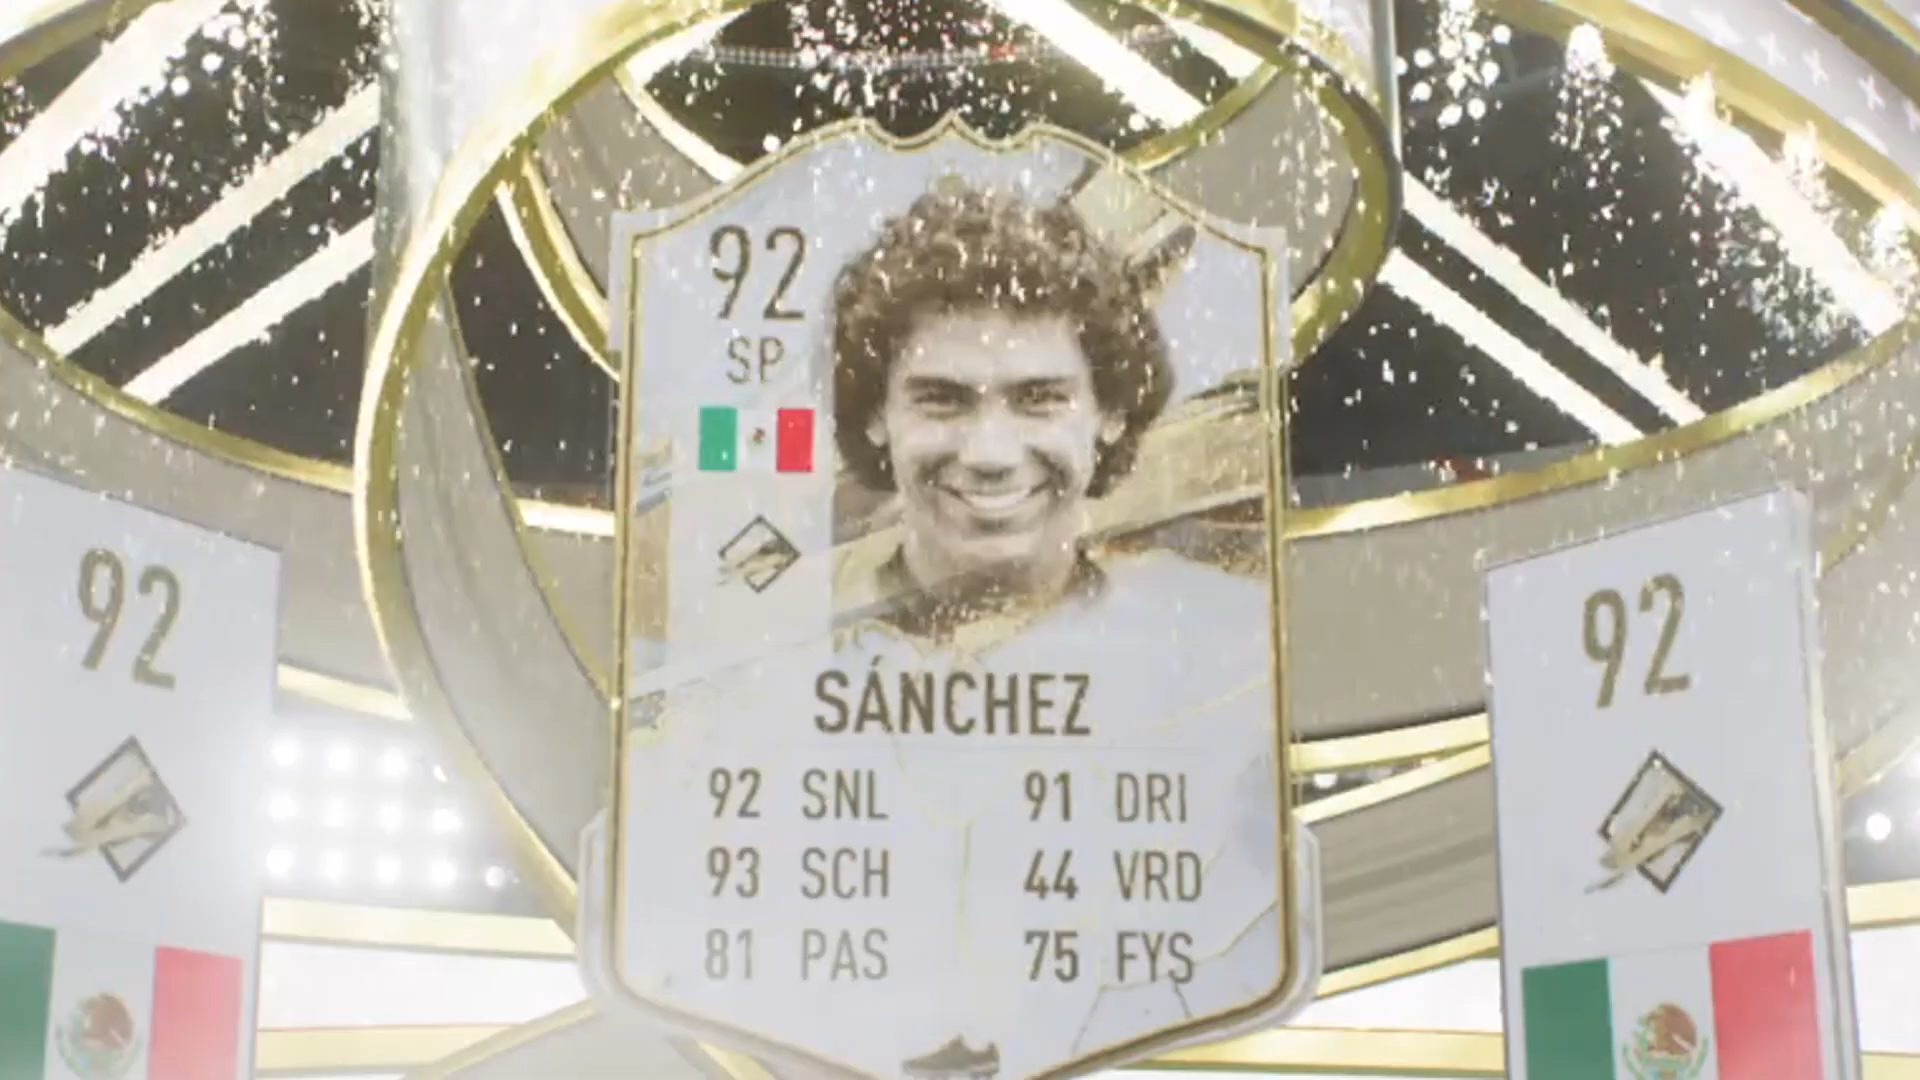 92
SP
SÁNCHEZ
92 SNL 91 DRI
93 SCH 44 VRD
81 PAS 75 FYS
92
92